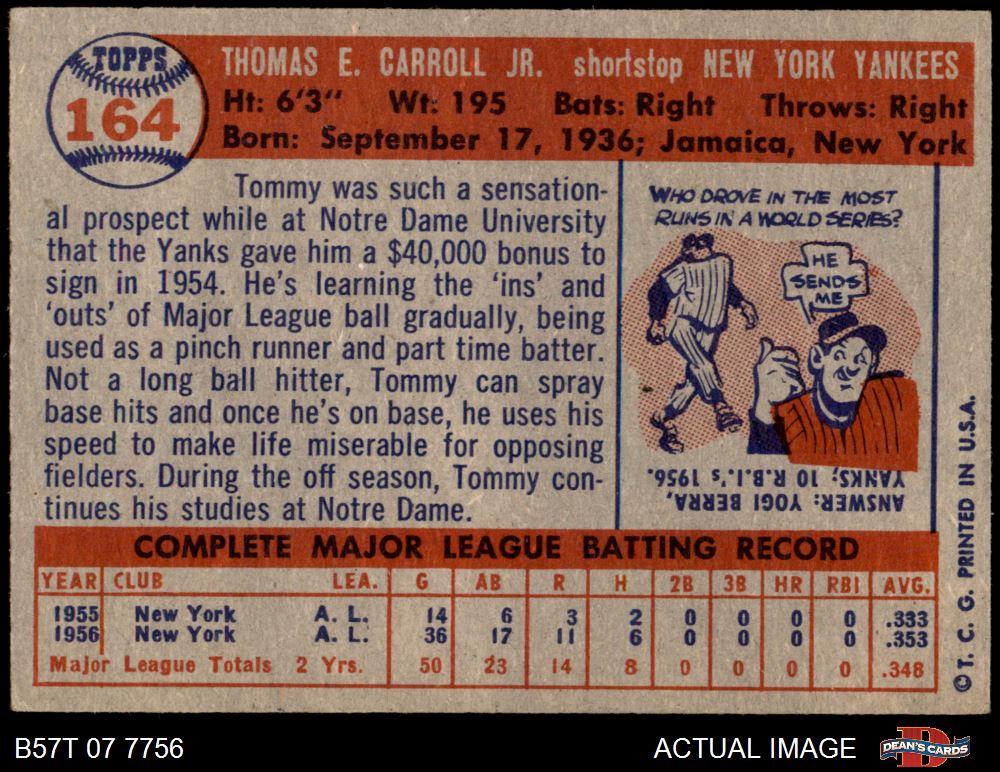 TOPPS
164
THOMAS E. CARROLL JR. shortstop NEW YORK YANKEES
Ht: 6'3" Wt: 195 Bats: Right Throws: Right
Born: September 17, 1936; Jamaica, New York
Tommy was such a sensation-
al prospect while at Notre Dame University
that the Yanks gave him a $40,000 bonus to
sign in 1954. He's learning the 'ins' and
'outs' of Major League ball gradually, being
used as a pinch runner and part time batter.
Not a long ball hitter, Tommy can spray
base hits and once he's on base, he uses his
speed to make life miserable for opposing
fielders. During the off season, Tommy con-
tinues his studies at Notre Dame.
WHO DROVE IN THE MOST
RUNS IN A WORLD SERIES?
HE
SENDS
ME
ANSWER: YOGI BERRA,
YANKS; 10 R.B.I.'s 1956.
COMPLETE MAJOR LEAGUE BATTING RECORD
YEAR CLUB LEA. G AB R H 2B 3B HR RBI AVG.
1955 New York A. L. 14 6 3 2 0 0 0 0 .333
1956 New York A. L. 36 17 11 6 0 0 0 0 .353
Major League Totals 2 Yrs. 50 23 14 8 0 0 0 0 .348
© T. C. G. PRINTED IN U.S.A.
B57T 07 7756
ACTUAL IMAGE
D
DEAN'S CARDS